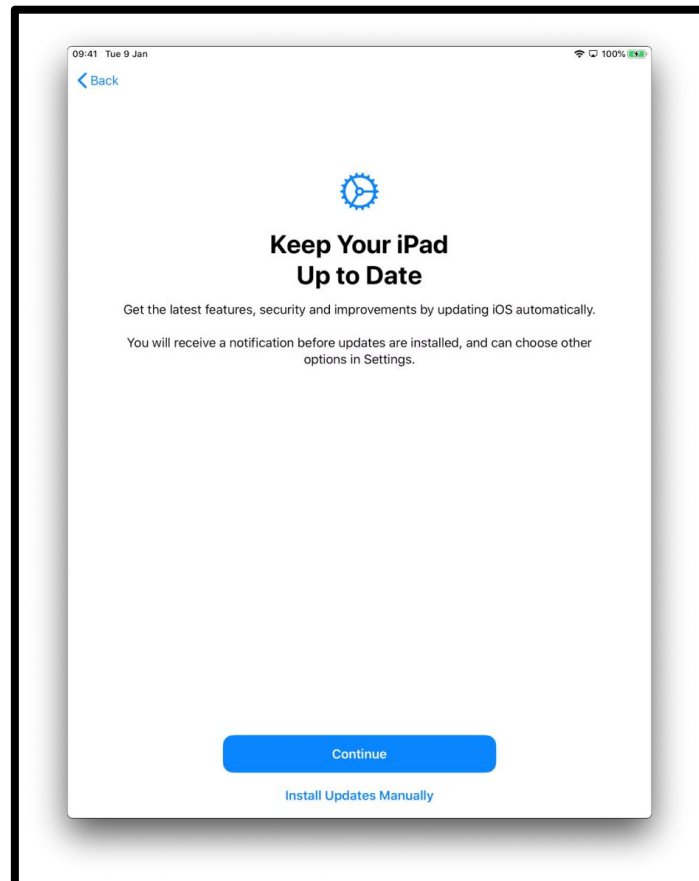 09:41 Tue 9 Jan
100%
Back
Keep Your iPad
Up to Date
Get the latest features, security and improvements by updating iOS automatically.
You will receive a notification before updates are installed, and can choose other
options in Settings.
Continue
Install Updates Manually